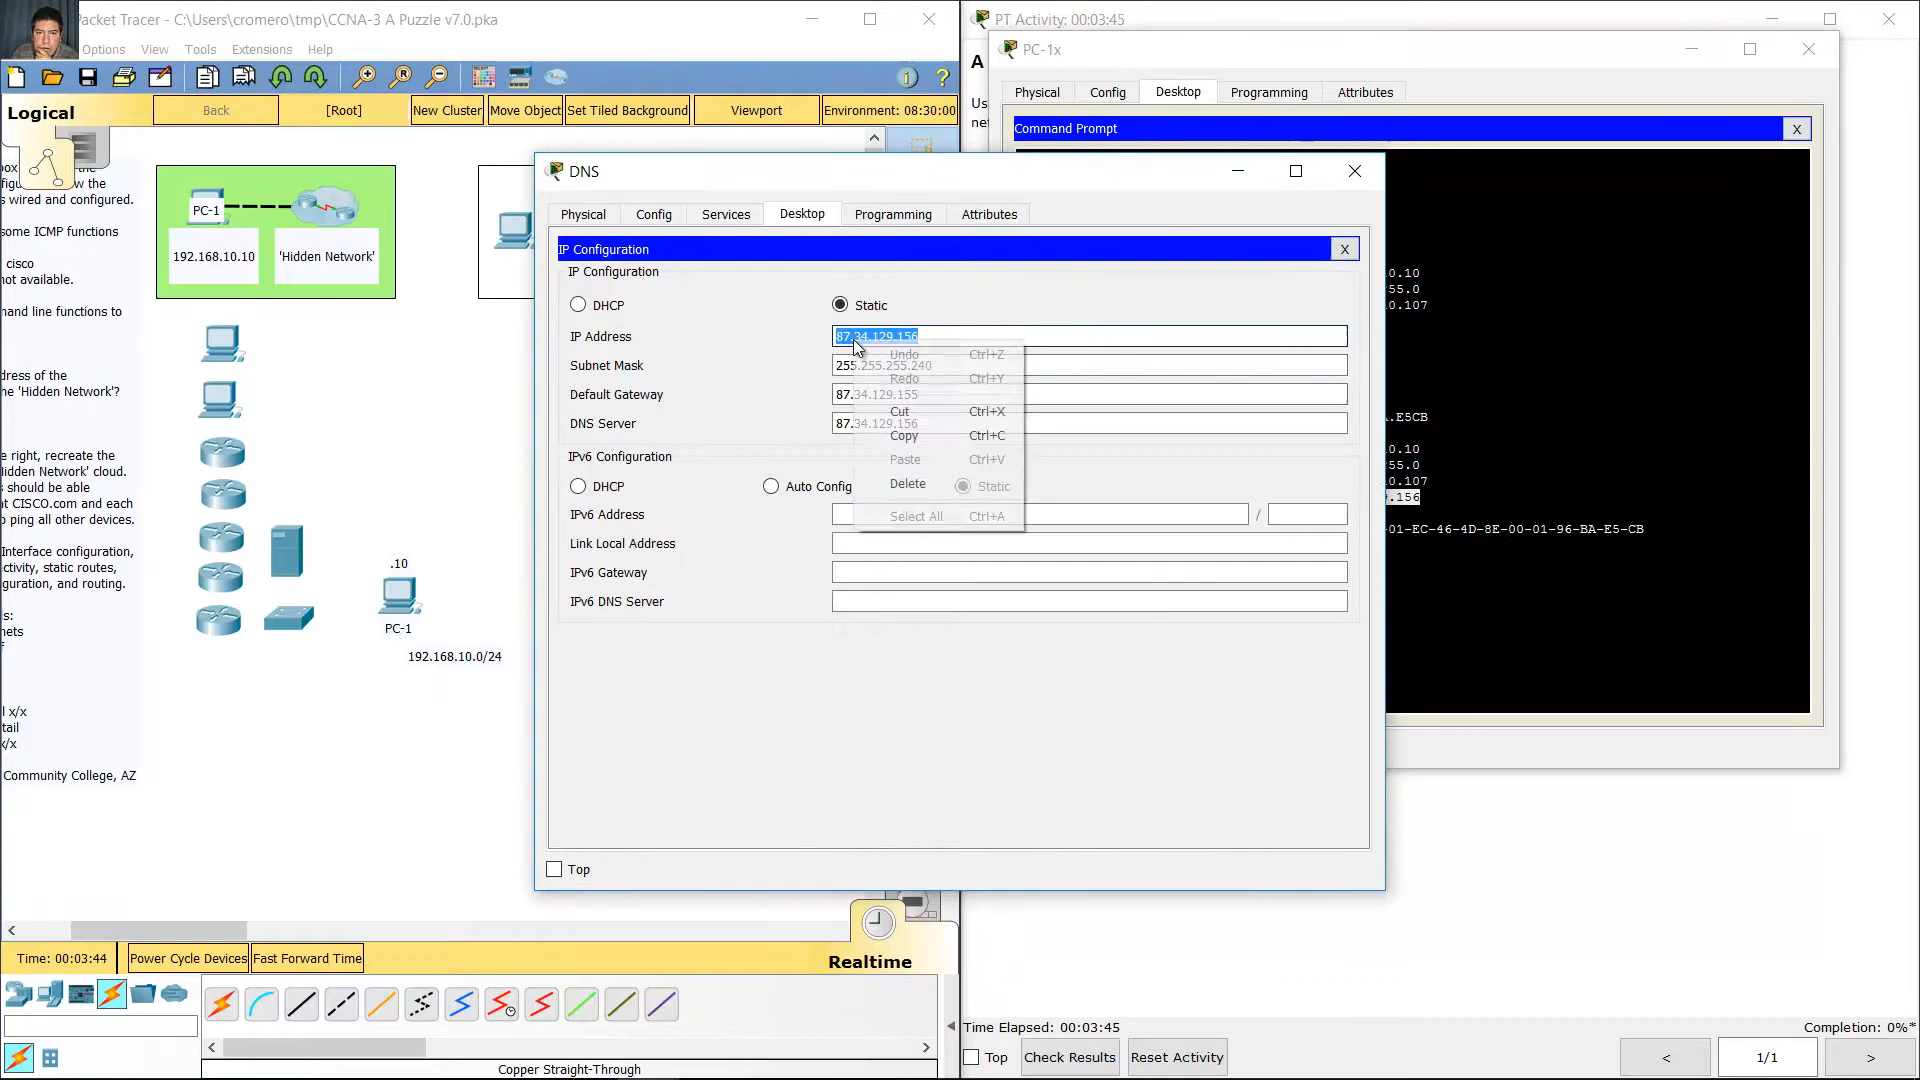 Packet Tracer - C:\Users\cromero\tmp\CCNA-3 A Puzzle v7.0.pka
Options View Tools Extensions Help
Logical
Back
[Root]
New Cluster
Move Object
Set Tiled Background
Viewport
Environment: 08:30:00
the
w the
s wired and configured.
some ICMP functions
cisco
not available.
mand line functions to
dress of the
he 'Hidden Network'?
e right, recreate the
Hidden Network' cloud.
s should be able
at CISCO.com and each
o ping all other devices.
Interface configuration,
ectivity, static routes,
guration, and routing.
s:
nets
l x/x
tail
x/x
Community College, AZ
PC-1
192.168.10.10
'Hidden Network'
.10
PC-1
192.168.10.0/24
DNS
Physical Config Services Desktop Programming Attributes
IP Configuration
X
IP Configuration
DHCP
Static
IP Address
87.34.129.156
Subnet Mask
255.255.255.240
Default Gateway
87.34.129.155
DNS Server
87.34.129.156
Undo Ctrl+Z
Redo Ctrl+Y
Cut Ctrl+X
Copy Ctrl+C
Paste Ctrl+V
Delete
Select All Ctrl+A
IPv6 Configuration
DHCP
Auto Config
Static
IPv6 Address
/
Link Local Address
IPv6 Gateway
IPv6 DNS Server
Top
PT Activity: 00:03:45
A
Us
net
PC-1x
Physical Config Desktop Programming Attributes
Command Prompt
X
0.10
55.0
0.107
A.E5CB
0.10
55.0
0.107
.156
01-EC-46-4D-8E-00-01-96-BA-E5-CB
Time: 00:03:44
Power Cycle Devices
Fast Forward Time
Realtime
Copper Straight-Through
Time Elapsed: 00:03:45
Completion: 0%*
Top
Check Results
Reset Activity
<
1/1
>